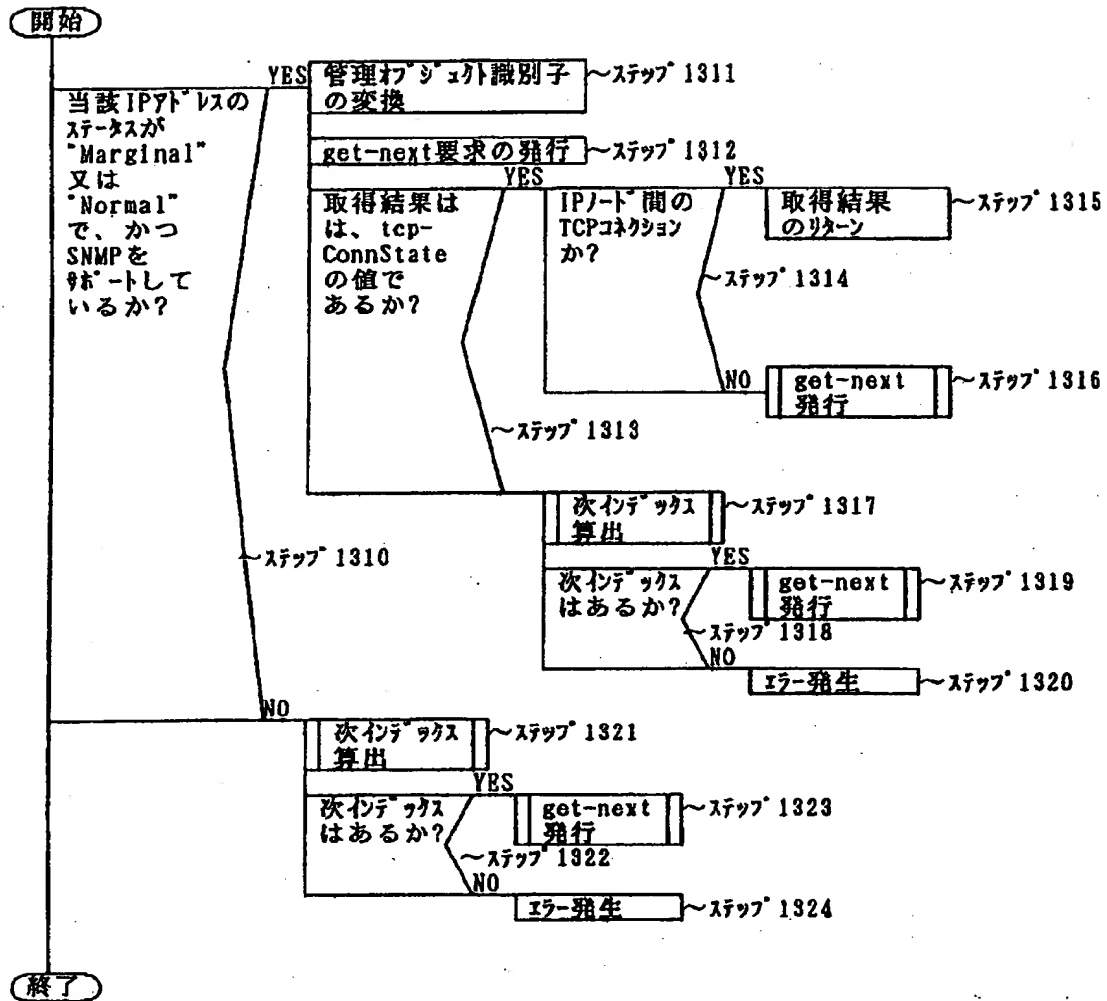 開始
YES
当該IPアドレスの
ステータスが
"Marginal"
又は
"Normal"
で、かつ
SNMPを
サポートして
いるか?
管理オブジェクト識別子
の変換
~ステップ1311
get-next要求の発行
~ステップ1312
YES
取得結果は
は、tcp-
ConnState
の値で
あるか?
IPノード間の
TCPコネクション
か?
YES
取得結果
のリターン
~ステップ1315
~ステップ1314
NO
get-next
発行
~ステップ1316
~ステップ1313
次インデックス
算出
~ステップ1317
~ステップ1310
YES
次インデックス
はあるか?
get-next
発行
~ステップ1319
~ステップ1318
NO
エラー発生
~ステップ1320
NO
次インデックス
算出
~ステップ1321
YES
次インデックス
はあるか?
get-next
発行
~ステップ1323
~ステップ1322
NO
エラー発生
~ステップ1324
終了